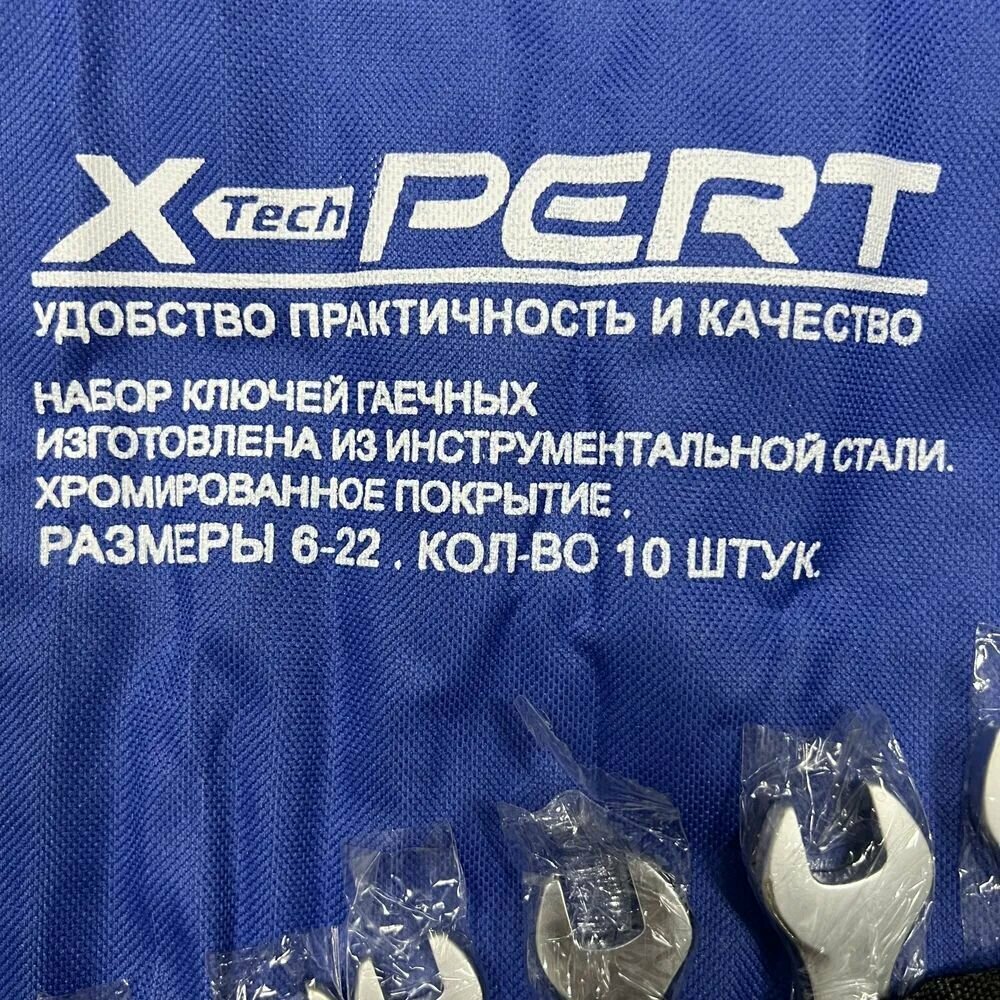 X-Tech PERT
УДОБСТВО ПРАКТИЧНОСТЬ И КАЧЕСТВО
НАБОР КЛЮЧЕЙ ГАЕЧНЫХ
ИЗГОТОВЛЕНА ИЗ ИНСТРУМЕНТАЛЬНОЙ СТАЛИ.
ХРОМИРОВАННОЕ ПОКРЫТИЕ .
РАЗМЕРЫ 6-22 . КОЛ-ВО 10 ШТУК.